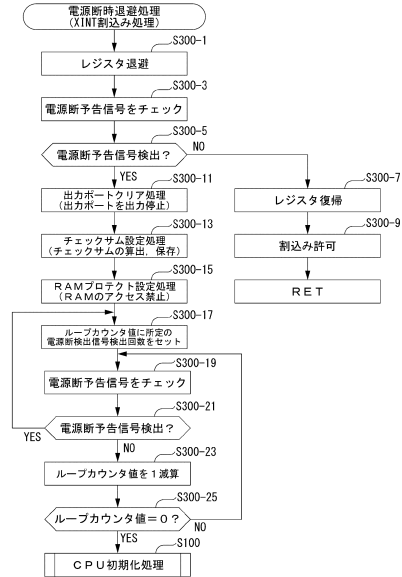 電源断時退避処理
(XINT割込み処理)
S300-1
レジスタ退避
S300-3
電源断予告信号をチェック
S300-5
電源断予告信号検出？
NO
YES
S300-11
出力ポートクリア処理
(出力ポートを出力停止)
S300-7
レジスタ復帰
S300-13
チェックサム設定処理
(チェックサムの算出，保存)
S300-9
割込み許可
S300-15
RAMプロテクト設定処理
(RAMのアクセス禁止)
RET
S300-17
ループカウンタ値に所定の
電源断検出信号検出回数をセット
S300-19
電源断予告信号をチェック
S300-21
電源断予告信号検出？
YES
NO
S300-23
ループカウンタ値を１減算
S300-25
ループカウンタ値＝０？
NO
YES
S100
CPU初期化処理